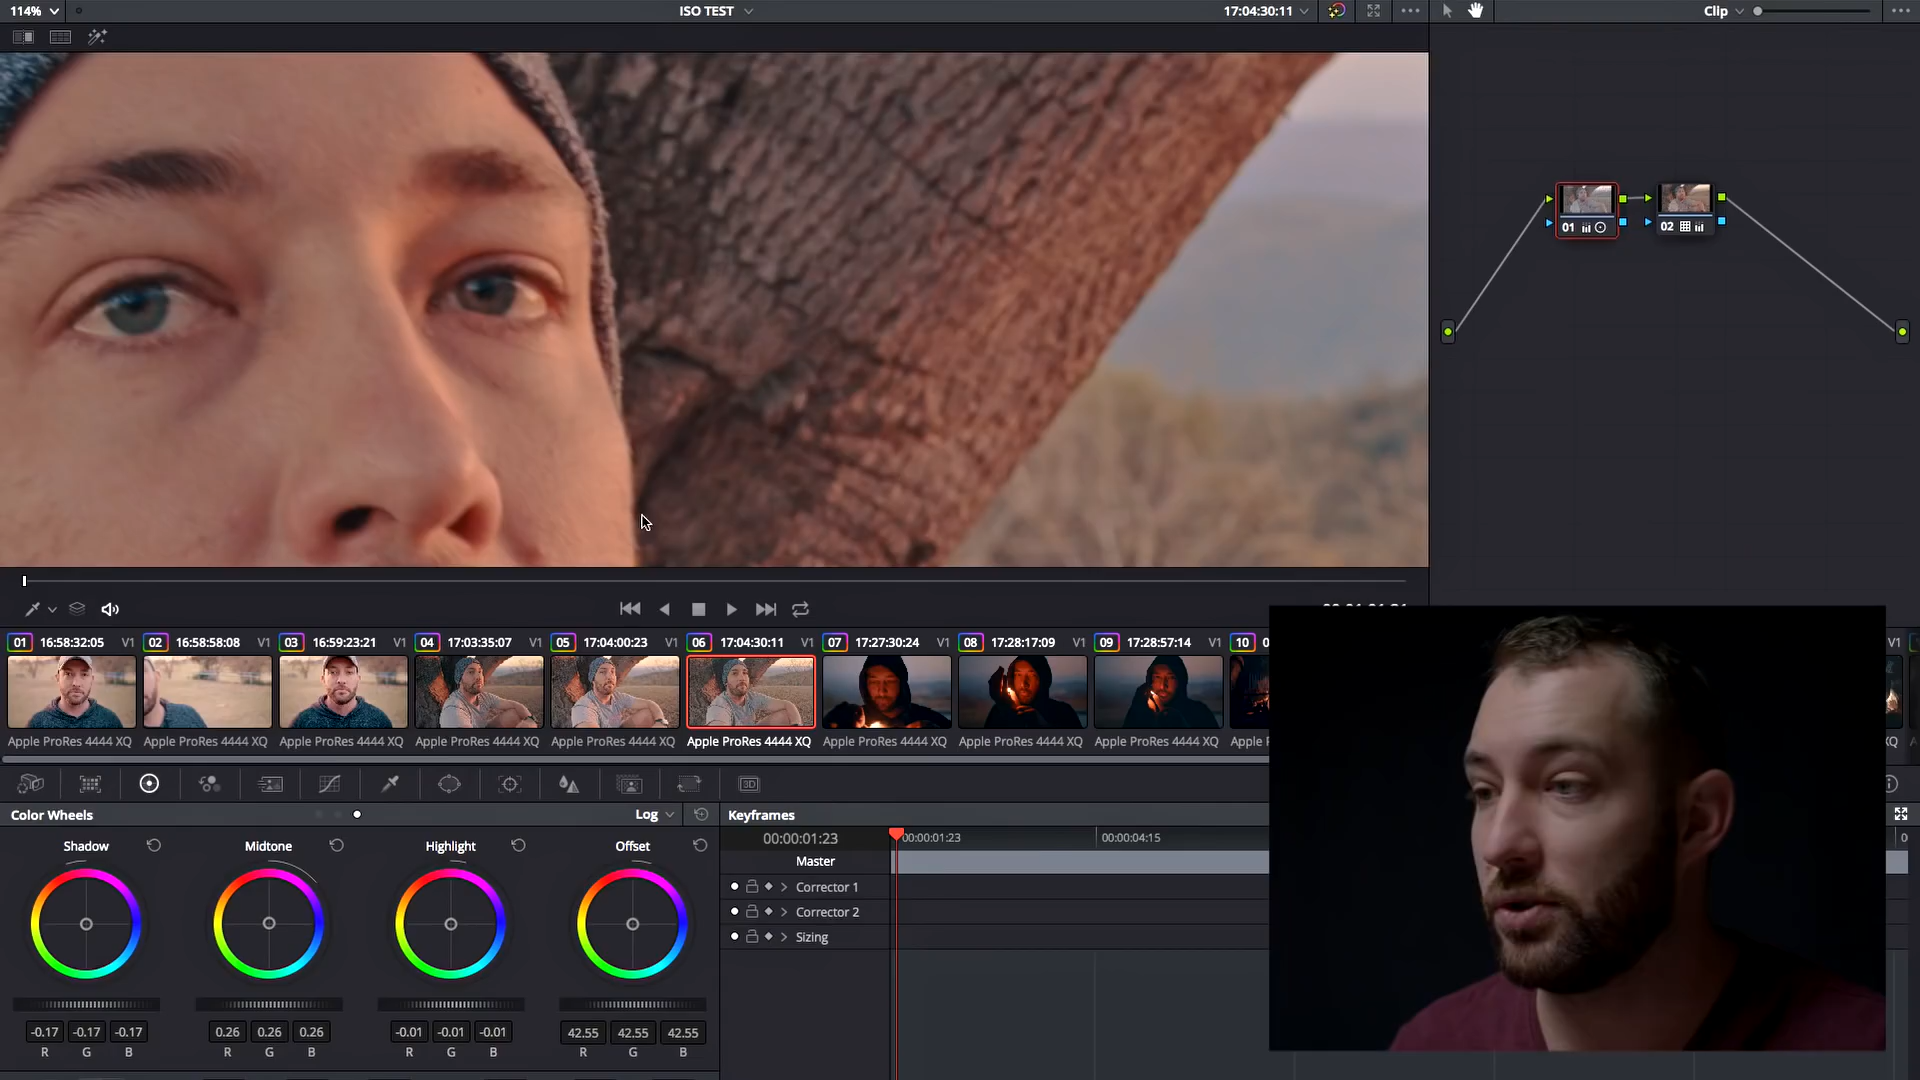 114%
ISO TEST
17:04:30:11
Clip
01
02
01 16:58:32:05 V1
02 16:58:58:08 V1
03 16:59:23:21 V1
04 17:03:35:07 V1
05 17:04:00:23 V1
06 17:04:30:11 V1
07 17:27:30:24 V1
08 17:28:17:09 V1
09 17:28:57:14 V1
10 0
V1
Apple ProRes 4444 XQ
Apple ProRes 4444 XQ
Apple ProRes 4444 XQ
Apple ProRes 4444 XQ
Apple ProRes 4444 XQ
Apple ProRes 4444 XQ
Apple ProRes 4444 XQ
Apple ProRes 4444 XQ
Apple ProRes 4444 XQ
Apple P
XQ
3D
Color Wheels
Log
Keyframes
Shadow
Midtone
Highlight
Offset
00:00:01:23
00:00:01:23
00:00:04:15
Master
Corrector 1
Corrector 2
Sizing
-0.17 -0.17 -0.17
0.26 0.26 0.26
-0.01 -0.01 -0.01
42.55 42.55 42.55
R G B
R G B
R G B
R G B